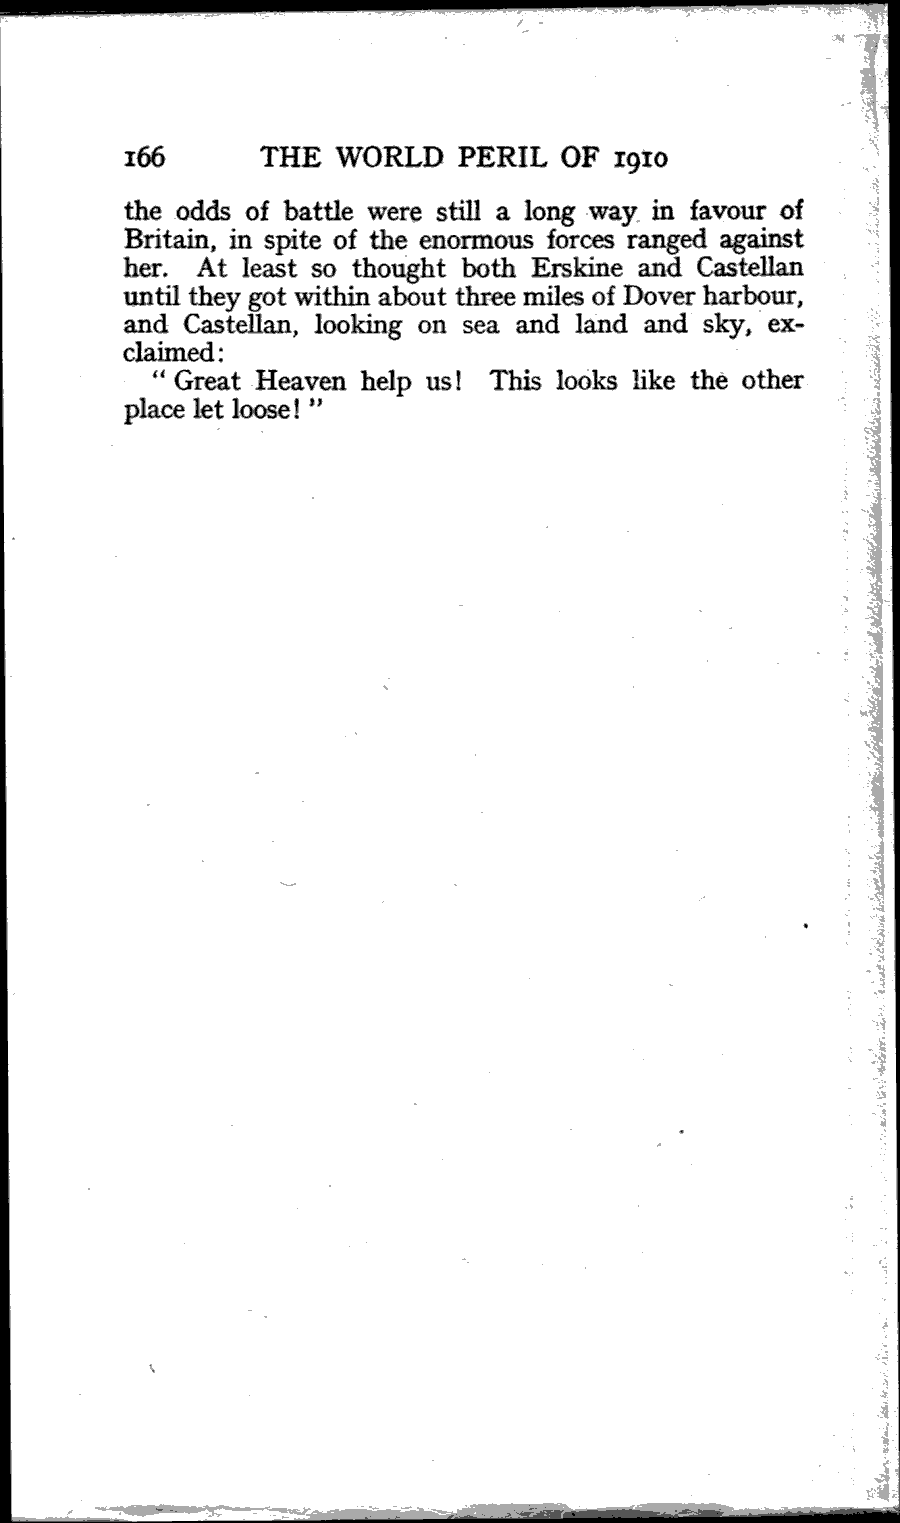 166 THE WORLD PERIL OF 1910
the odds of battle were still a long way in favour of
Britain, in spite of the enormous forces ranged against
her. At least so thought both Erskine and Castellan
until they got within about three miles of Dover harbour,
and Castellan, looking on sea and land and sky, ex-
claimed:
“ Great Heaven help us! This looks like the other
place let loose! ”